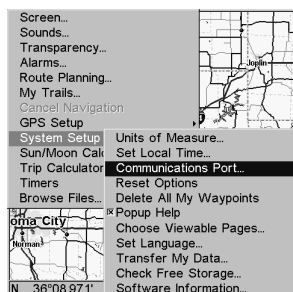 Screen...
Sounds...
Transparency...
Alarms...
Route Planning...
My Trails...
Cancel Navigation
GPS Setup
System Setup
Sun/Moon Calc
Trip Calculator
Timers
Browse Files...
Units of Measure...
Set Local Time...
Communications Port...
Reset Options
Delete All My Waypoints
Popup Help
Choose Viewable Pages...
Set Language...
Transfer My Data...
Check Free Storage...
Software Information...
Joplin
oma City
Norman
N 36°08.971'